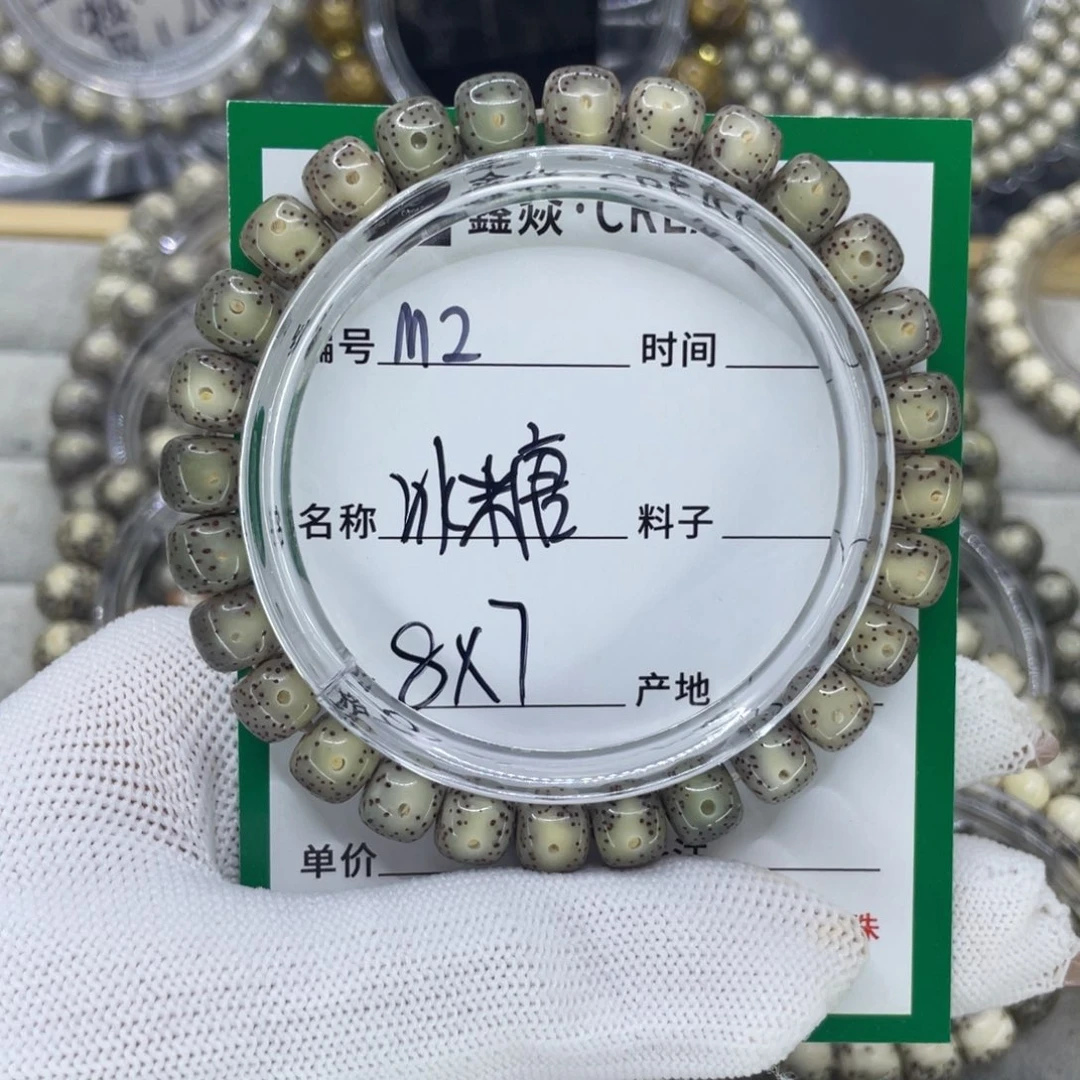 鑫焱·CRE
编号 M2 时间
名称 冰糖 料子
8X7 产地
单价
珠